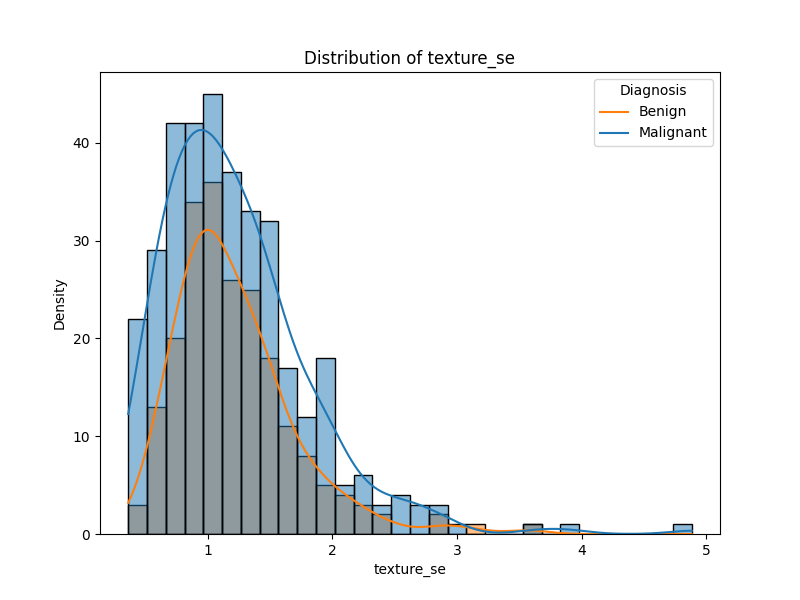 Distribution of texture_se
Diagnosis
Benign
Malignant
Density
40
30
20
10
0
1 2 3 4 5
texture_se